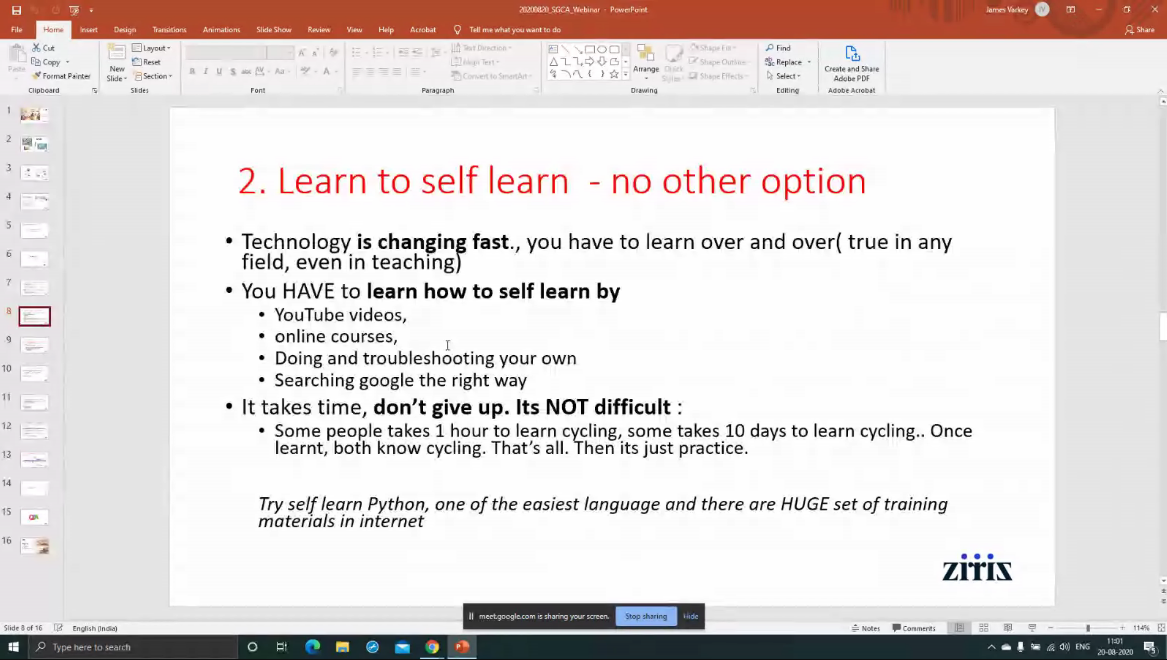 20200820_SGCA_Webinar - PowerPoint
James Varkey
JV
File Home Insert Design Transitions Animations Slide Show Review View Help Acrobat Tell me what you want to do Share
Paste
Cut
Copy
Format Painter
Clipboard
New
Slide
Layout
Reset
Section
Slides
Font
Text Direction
Align Text
Convert to SmartArt
Paragraph
Arrange
Quick
Styles
Shape Fill
Shape Outline
Shape Effects
Drawing
Find
Replace
Select
Editing
Create and Share
Adobe PDF
Adobe Acrobat
1
2
3
4
5
6
7
8
9
10
11
12
13
14
15
16
2. Learn to self learn - no other option
• Technology is changing fast., you have to learn over and over( true in any
field, even in teaching)
• You HAVE to learn how to self learn by
• YouTube videos,
• online courses,
• Doing and troubleshooting your own
• Searching google the right way
• It takes time, don’t give up. Its NOT difficult :
• Some people takes 1 hour to learn cycling, some takes 10 days to learn cycling.. Once
learnt, both know cycling. That’s all. Then its just practice.
Try self learn Python, one of the easiest language and there are HUGE set of training
materials in internet
ziris
meet.google.com is sharing your screen. Stop sharing Hide
Slide 8 of 16 English (India) Notes Comments 114%
Type here to search ENG 11:01
20-08-2020